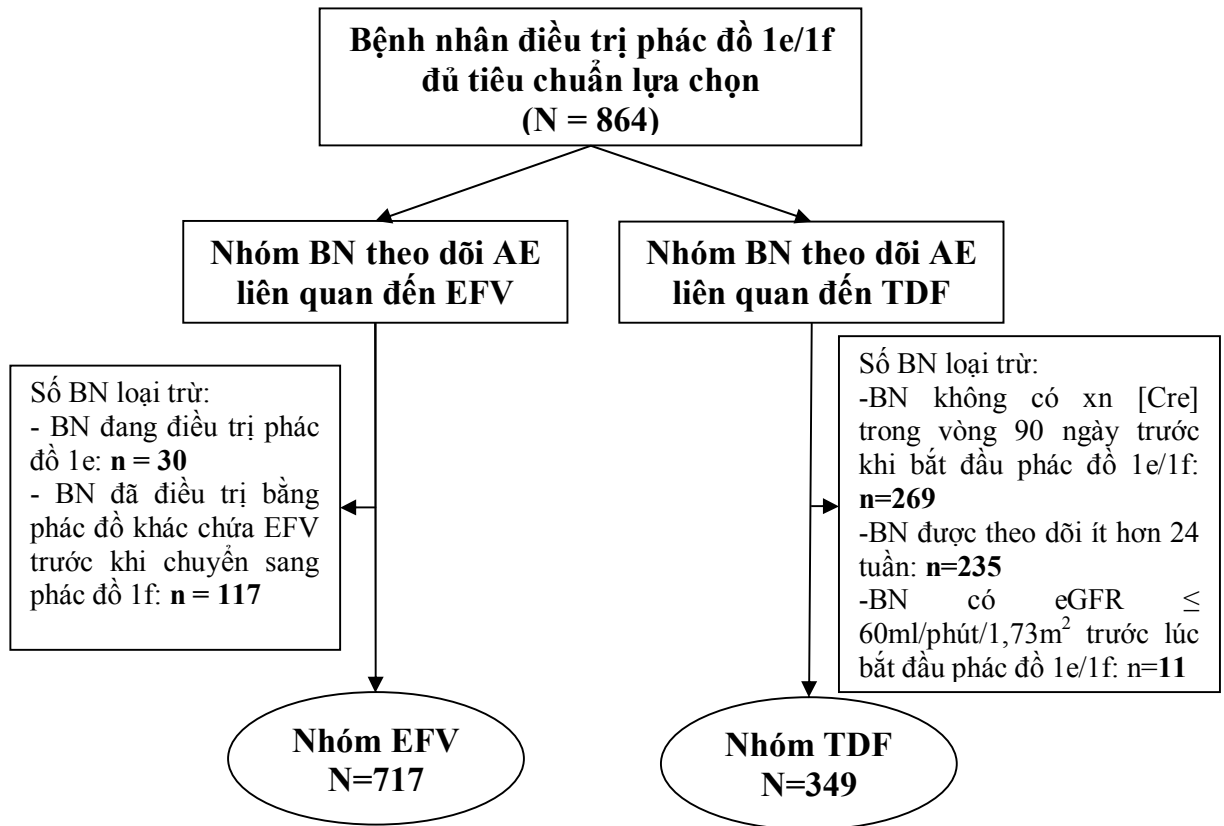 Bệnh nhân điều trị phác đồ 1e/1f
đủ tiêu chuẩn lựa chọn
(N = 864)
Nhóm BN theo dõi AE
liên quan đến EFV
Nhóm BN theo dõi AE
liên quan đến TDF
Số BN loại trừ:
- BN đang điều trị phác
đồ 1e: n = 30
- BN đã điều trị bằng
phác đồ khác chứa EFV
trước khi chuyển sang
phác đồ 1f: n = 117
Số BN loại trừ:
-BN không có xn [Cre]
trong vòng 90 ngày trước
khi bắt đầu phác đồ 1e/1f:
n=269
-BN được theo dõi ít hơn 24
tuần: n=235
-BN có eGFR ≤
60ml/phút/1,73m² trước lúc
bắt đầu phác đồ 1e/1f: n=11
Nhóm EFV
N=717
Nhóm TDF
N=349